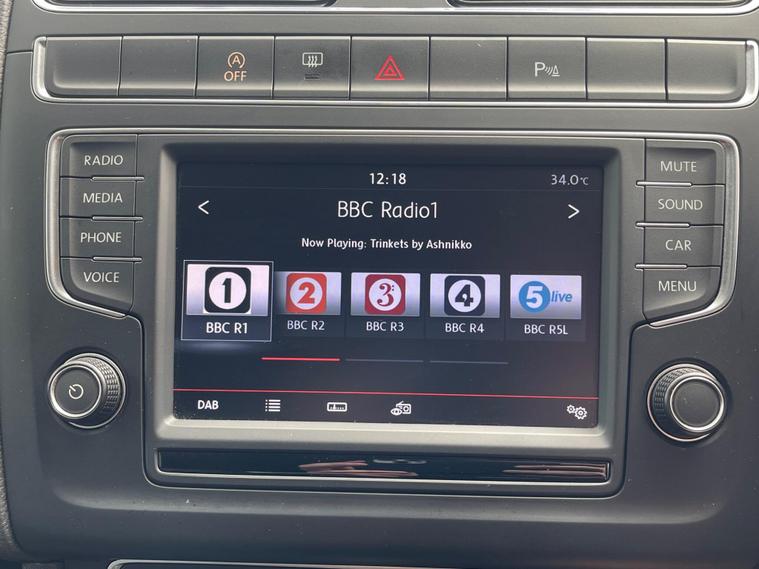 A
OFF
P
RADIO
MEDIA
PHONE
VOICE
12:18
34.0°C
BBC Radio1
Now Playing: Trinkets by Ashnikko
1
2
3
4
5 live
BBC R1
BBC R2
BBC R3
BBC R4
BBC R5L
DAB
MUTE
SOUND
CAR
MENU